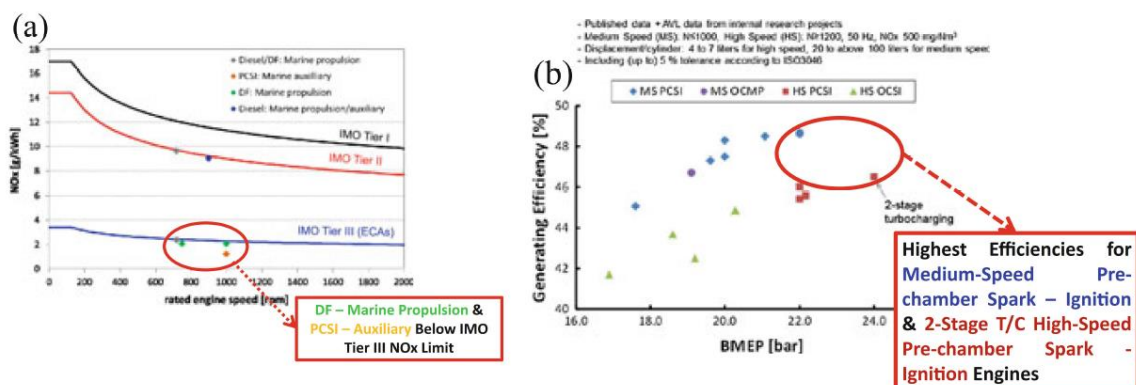 (a)
18
16
14
12
10
8
6
4
2
0
NOx [g/kWh]
Diesel/DF: Marine propulsion
PCSI: Marine auxiliary
DF: Marine propulsion
Diesel: Marine propulsion/auxiliary
IMO Tier I
IMO Tier II
IMO Tier III (ECAs)
0 200 400 600 800 1000 1200 1400 1600 1800 2000
rated engine speed [rpm]
DF – Marine Propulsion &
PCSI – Auxiliary Below IMO
Tier III NOx Limit
- Published data + AVL data from internal research projects
- Medium Speed (MS): N≤1000, High Speed (HS): N≥1200, 50 Hz, NOx 500 mg/Nm³
- Displacement/cylinder: 4 to 7 liters for high speed, 20 to above 100 liters for medium speed
- Including (up to) 5 % tolerance according to ISO3046
(b)
MS PCSI MS OCMP HS PCSI HS OCSI
50
48
46
44
42
40
Generating Efficiency [%]
2-stage
turbocharging
16.0 18.0 20.0 22.0 24.0
BMEP [bar]
Highest Efficiencies for
Medium-Speed Pre-
chamber Spark – Ignition
& 2-Stage T/C High-Speed
Pre-chamber Spark -
Ignition Engines